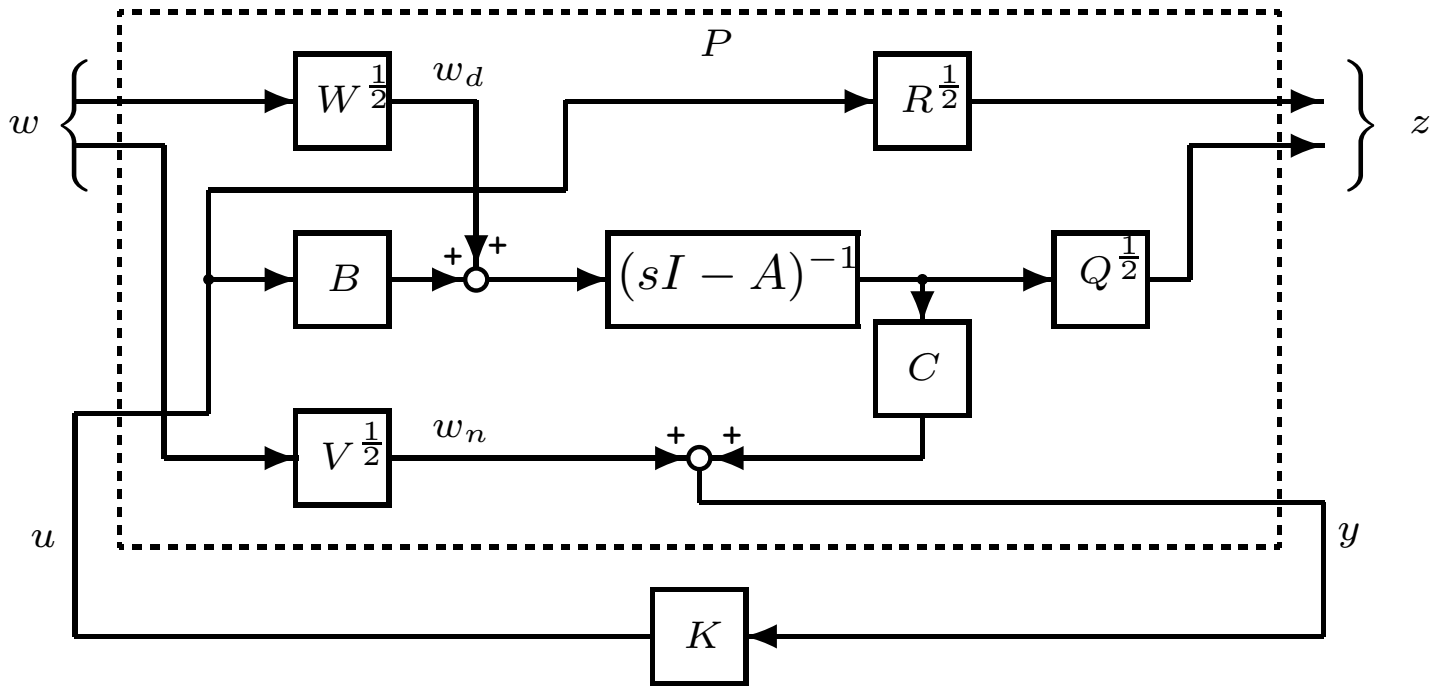 P
W^{1/2} w_d R^{1/2}
w z
+ +
B (sI − A)^{−1} Q^{1/2}
C
+ +
V^{1/2} w_n
u y
K